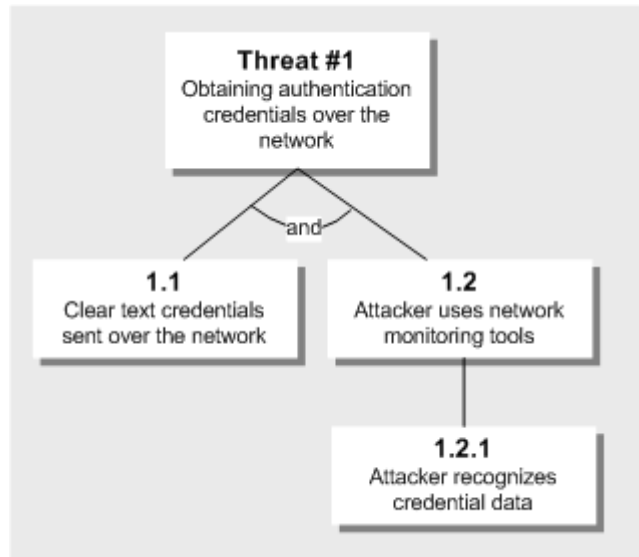 Threat #1
Obtaining authentication
credentials over the
network
and
1.1
Clear text credentials
sent over the network
1.2
Attacker uses network
monitoring tools
1.2.1
Attacker recognizes
credential data